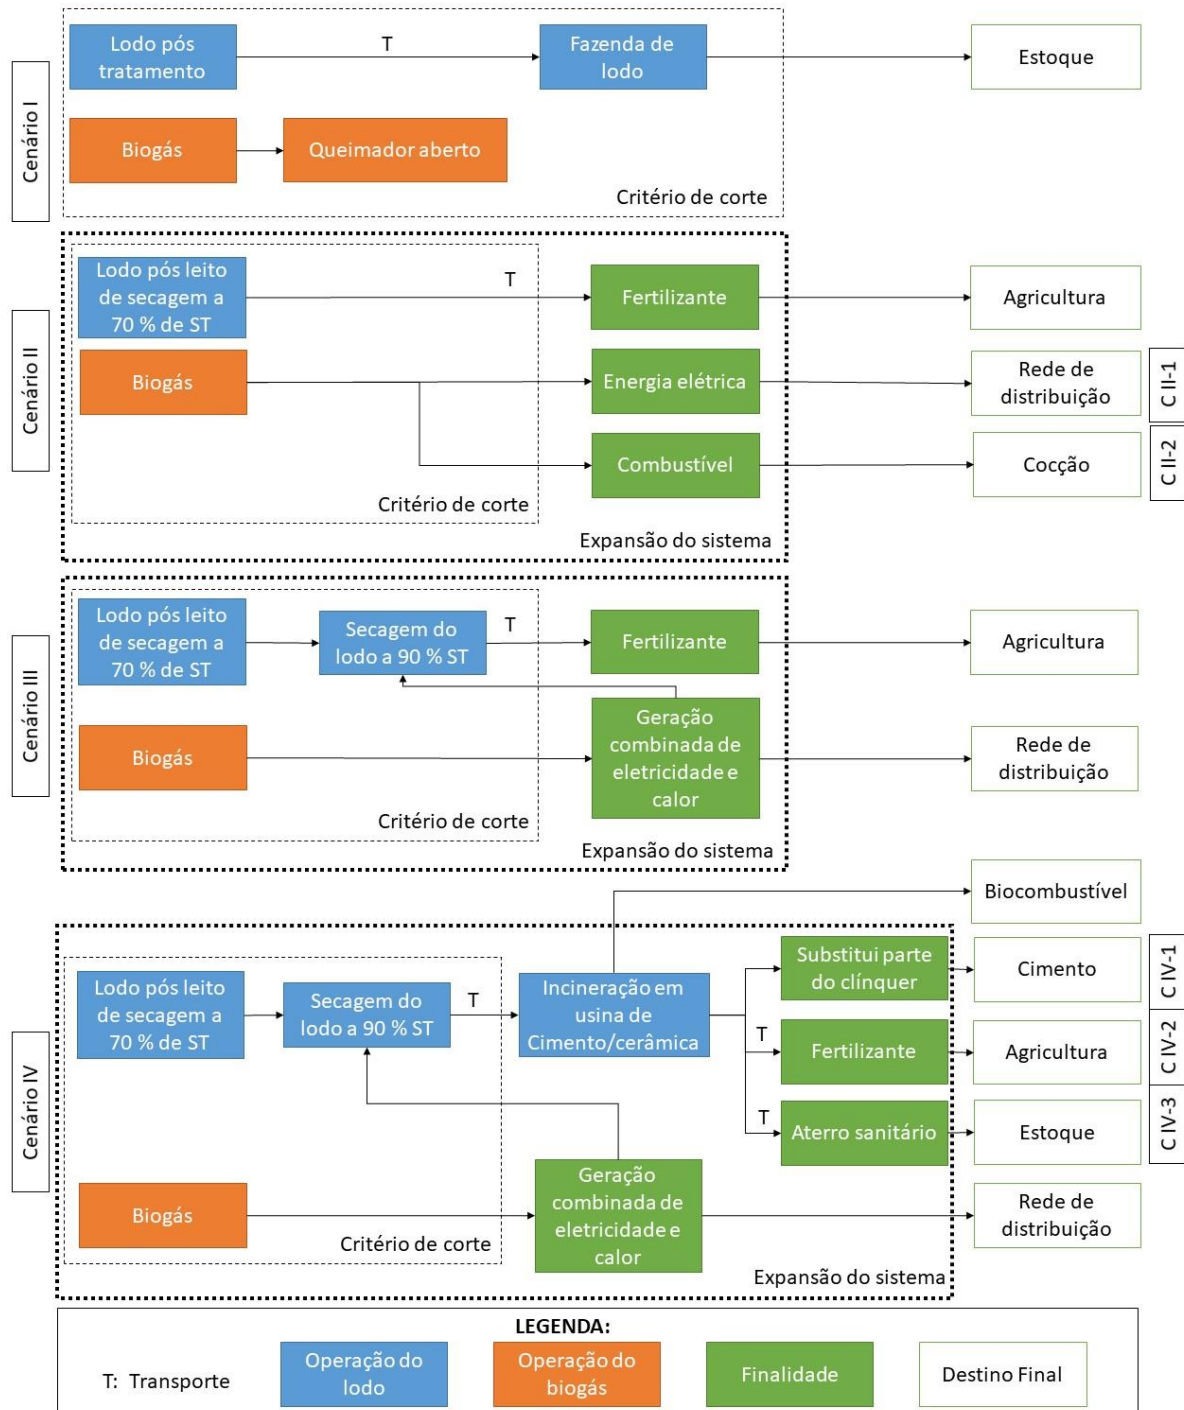 Cenário I
Lodo pós
tratamento
T
Fazenda de
lodo
Estoque
Biogás
Queimador aberto
Critério de corte
Cenário II
Lodo pós leito
de secagem a
70 % de ST
T
Fertilizante
Agricultura
Biogás
Energia elétrica
Rede de
distribuição
C II-1
Combustível
Cocção
C II-2
Critério de corte
Expansão do sistema
Cenário III
Lodo pós leito
de secagem a
70 % de ST
Secagem do
lodo a 90 % ST
T
Fertilizante
Agricultura
Biogás
Geração
combinada de
eletricidade e
calor
Rede de
distribuição
Critério de corte
Expansão do sistema
Biocombustível
Cenário IV
Lodo pós leito
de secagem a
70 % de ST
Secagem do
lodo a 90 % ST
T
Incineração em
usina de
Cimento/cerâmica
Substitui parte
do clínquer
Cimento
C IV-1
T
Fertilizante
Agricultura
C IV-2
T
Aterro sanitário
Estoque
C IV-3
Biogás
Geração
combinada de
eletricidade e
calor
Rede de
distribuição
Critério de corte
Expansão do sistema
LEGENDA:
T: Transporte
Operação do
lodo
Operação do
biogás
Finalidade
Destino Final